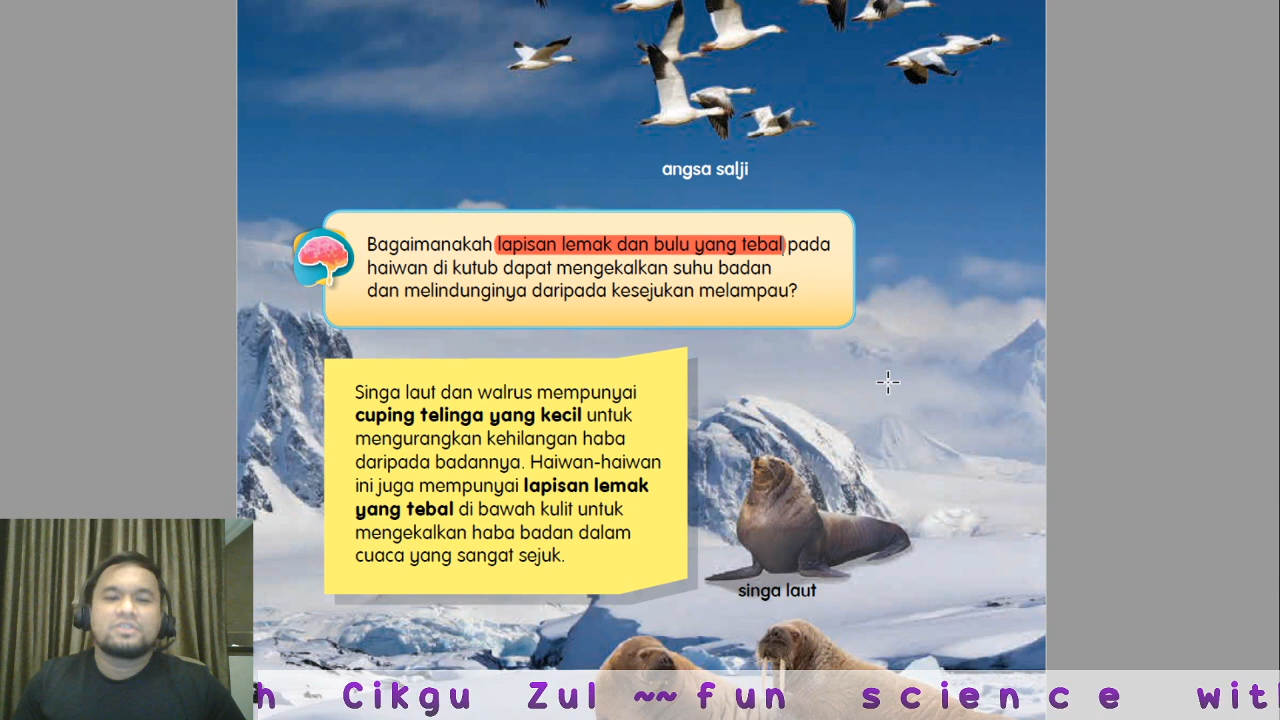 angsa salji
Bagaimanakah lapisan lemak dan bulu yang tebal pada
haiwan di kutub dapat mengekalkan suhu badan
dan melindunginya daripada kesejukan melampau?
Singa laut dan walrus mempunyai
cuping telinga yang kecil untuk
mengurangkan kehilangan haba
daripada badannya. Haiwan-haiwan
ini juga mempunyai lapisan lemak
yang tebal di bawah kulit untuk
mengekalkan haba badan dalam
cuaca yang sangat sejuk.
singa laut
h Cikgu Zul ~~ fun science with